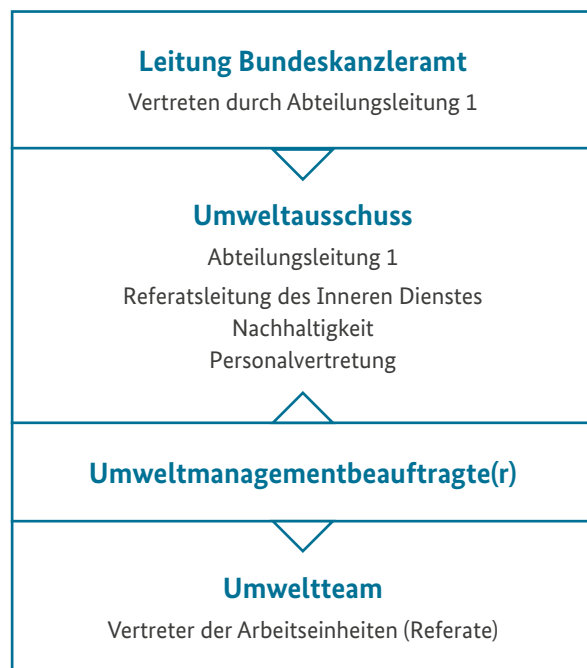 Leitung Bundeskanzleramt
Vertreten durch Abteilungsleitung 1
Umweltausschuss
Abteilungsleitung 1
Referatsleitung des Inneren Dienstes
Nachhaltigkeit
Personalvertretung
Umweltmanagementbeauftragte(r)
Umweltteam
Vertreter der Arbeitseinheiten (Referate)